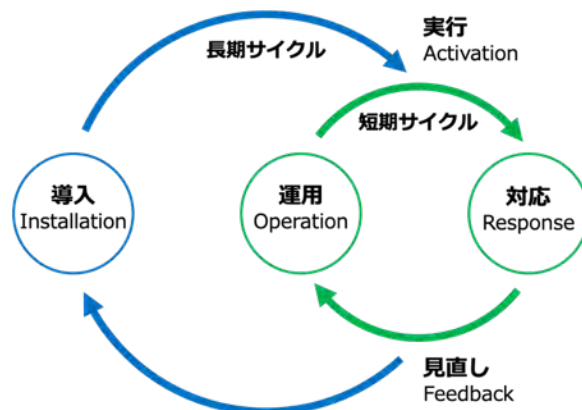 長期サイクル
実行
Activation
短期サイクル
導入
Installation
運用
Operation
対応
Response
見直し
Feedback